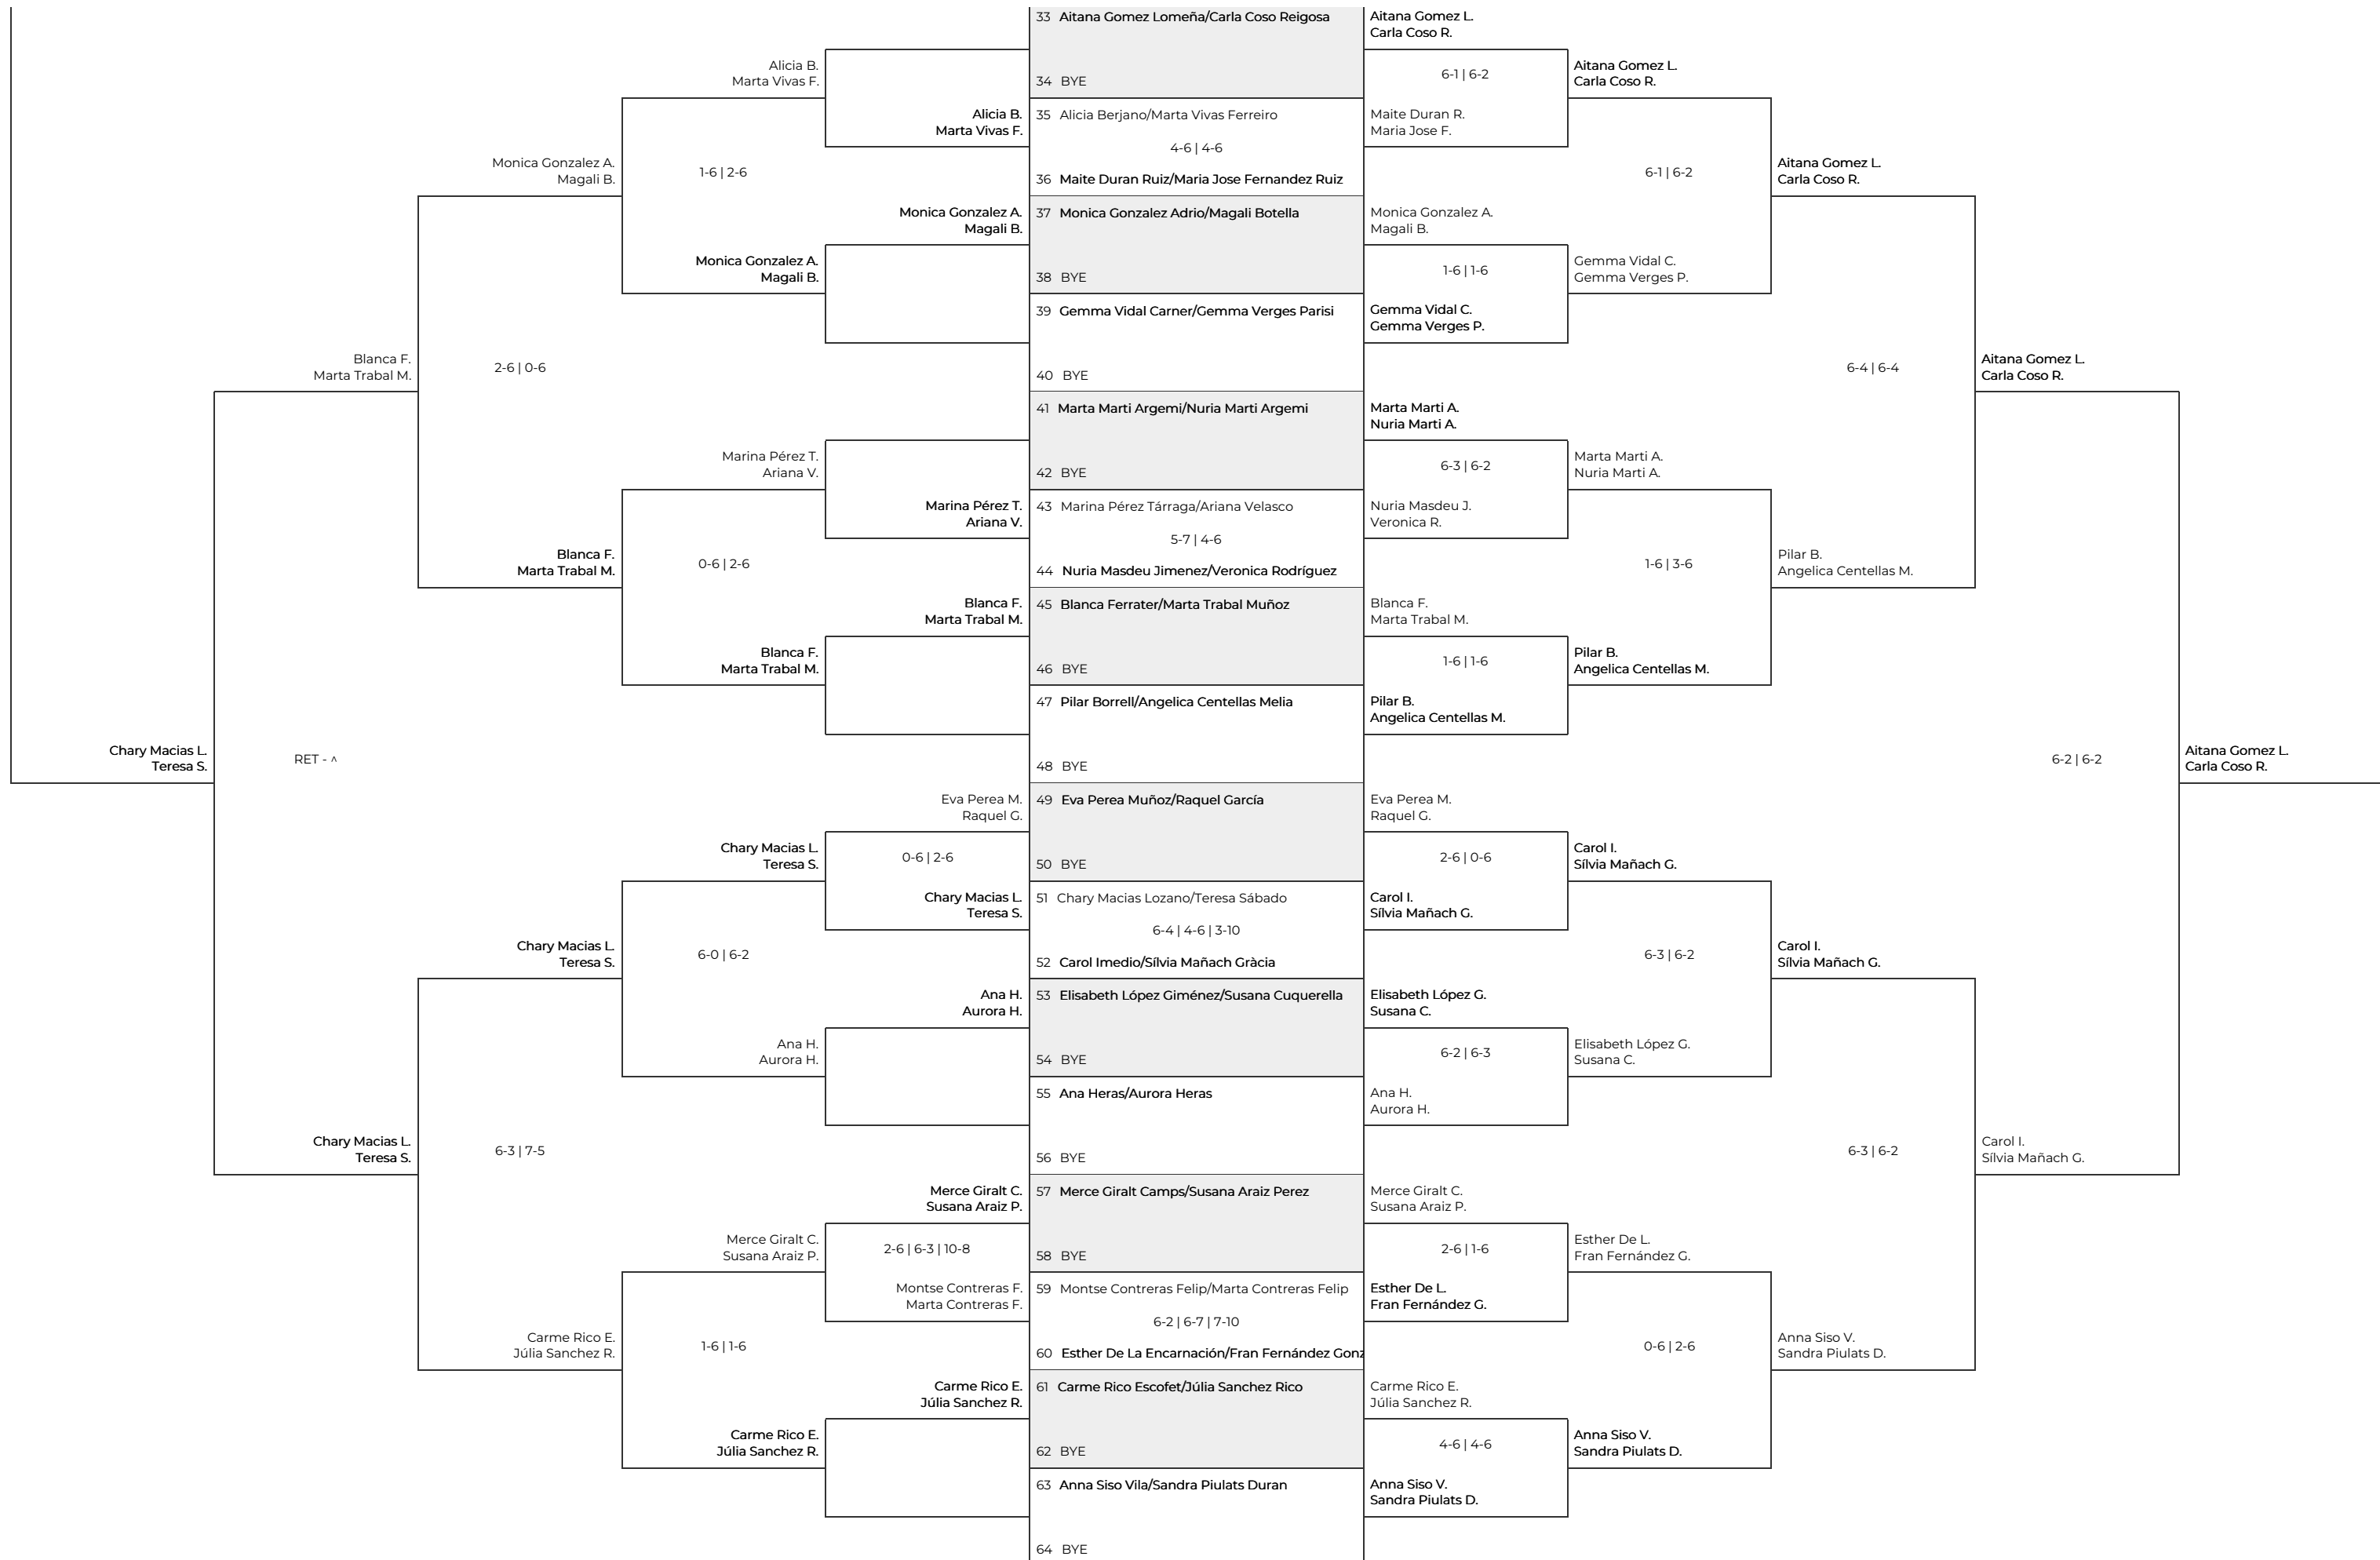 33 Aitana Gomez Lomeña/Carla Coso Reigosa
34 BYE
35 Alicia Berjano/Marta Vivas Ferreiro
4-6 | 4-6
36 Maite Duran Ruiz/Maria Jose Fernandez Ruiz
37 Monica Gonzalez Adrio/Magali Botella
38 BYE
39 Gemma Vidal Carner/Gemma Verges Parisi
40 BYE
41 Marta Marti Argemi/Nuria Marti Argemi
42 BYE
43 Marina Pérez Tárraga/Ariana Velasco
5-7 | 4-6
44 Nuria Masdeu Jimenez/Veronica Rodríguez
45 Blanca Ferrater/Marta Trabal Muñoz
46 BYE
47 Pilar Borrell/Angelica Centellas Melia
48 BYE
49 Eva Perea Muñoz/Raquel García
50 BYE
51 Chary Macias Lozano/Teresa Sábado
6-4 | 4-6 | 3-10
52 Carol Imedio/Sílvia Mañach Gràcia
53 Elisabeth López Giménez/Susana Cuquerella
54 BYE
55 Ana Heras/Aurora Heras
56 BYE
57 Merce Giralt Camps/Susana Araiz Perez
58 BYE
59 Montse Contreras Felip/Marta Contreras Felip
6-2 | 6-7 | 7-10
60 Esther De La Encarnación/Fran Fernández Gonz
61 Carme Rico Escofet/Júlia Sanchez Rico
62 BYE
63 Anna Siso Vila/Sandra Piulats Duran
64 BYE
Aitana Gomez L.
Carla Coso R.
6-1 | 6-2
Maite Duran R.
Maria Jose F.
Monica Gonzalez A.
Magali B.
1-6 | 1-6
Gemma Vidal C.
Gemma Verges P.
Marta Marti A.
Nuria Marti A.
6-3 | 6-2
Nuria Masdeu J.
Veronica R.
Blanca F.
Marta Trabal M.
1-6 | 1-6
Pilar B.
Angelica Centellas M.
Eva Perea M.
Raquel G.
2-6 | 0-6
Carol I.
Sílvia Mañach G.
Elisabeth López G.
Susana C.
6-2 | 6-3
Ana H.
Aurora H.
Merce Giralt C.
Susana Araiz P.
2-6 | 1-6
Esther De L.
Fran Fernández G.
Carme Rico E.
Júlia Sanchez R.
4-6 | 4-6
Anna Siso V.
Sandra Piulats D.
Aitana Gomez L.
Carla Coso R.
6-1 | 6-2
Gemma Vidal C.
Gemma Verges P.
Marta Marti A.
Nuria Marti A.
1-6 | 3-6
Pilar B.
Angelica Centellas M.
Carol I.
Sílvia Mañach G.
6-3 | 6-2
Elisabeth López G.
Susana C.
Esther De L.
Fran Fernández G.
0-6 | 2-6
Anna Siso V.
Sandra Piulats D.
Aitana Gomez L.
Carla Coso R.
6-4 | 6-4
Pilar B.
Angelica Centellas M.
Carol I.
Sílvia Mañach G.
6-3 | 6-2
Anna Siso V.
Sandra Piulats D.
Aitana Gomez L.
Carla Coso R.
6-2 | 6-2
Carol I.
Sílvia Mañach G.
Aitana Gomez L.
Carla Coso R.
Alicia B.
Marta Vivas F.
Monica Gonzalez A.
Magali B.
Marina Pérez T.
Ariana V.
Blanca F.
Marta Trabal M.
Eva Perea M.
Raquel G.
0-6 | 2-6
Chary Macias L.
Teresa S.
Ana H.
Aurora H.
Merce Giralt C.
Susana Araiz P.
2-6 | 6-3 | 10-8
Montse Contreras F.
Marta Contreras F.
Carme Rico E.
Júlia Sanchez R.
Alicia B.
Marta Vivas F.
1-6 | 2-6
Monica Gonzalez A.
Magali B.
Marina Pérez T.
Ariana V.
0-6 | 2-6
Blanca F.
Marta Trabal M.
Chary Macias L.
Teresa S.
6-0 | 6-2
Ana H.
Aurora H.
Merce Giralt C.
Susana Araiz P.
1-6 | 1-6
Carme Rico E.
Júlia Sanchez R.
Monica Gonzalez A.
Magali B.
2-6 | 0-6
Blanca F.
Marta Trabal M.
Chary Macias L.
Teresa S.
6-3 | 7-5
Carme Rico E.
Júlia Sanchez R.
Blanca F.
Marta Trabal M.
RET - ^
Chary Macias L.
Teresa S.
Chary Macias L.
Teresa S.